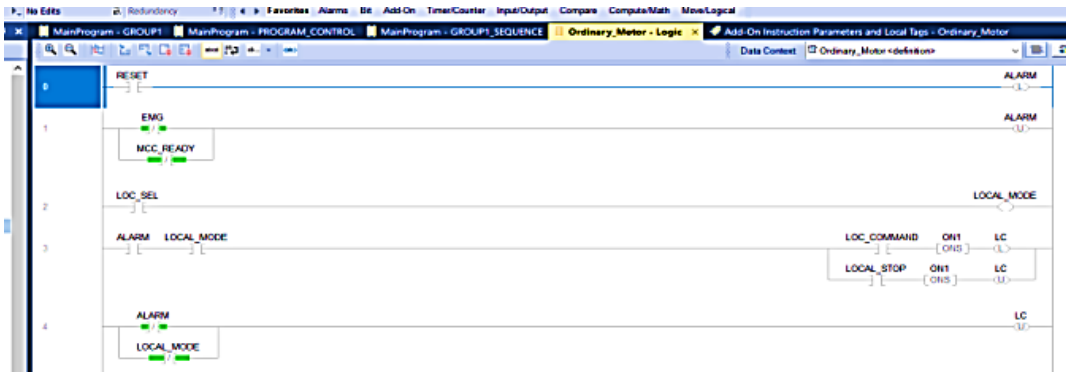 No Edits Redundancy Favorites Alarms Bit Add-On Timer/Counter Input/Output Compare Compute/Math Move/Logical
MainProgram - GROUP1 MainProgram - PROGRAM_CONTROL MainProgram - GROUP1_SEQUENCE Ordinary_Motor - Logic × Add-On Instruction Parameters and Local Tags - Ordinary_Motor
Data Context Ordinary_Motor <definition>
RESET ALARM
0 L
EMG ALARM
1 U
MCC_READY
LOC_SEL LOCAL_MODE
2
ALARM LOCAL_MODE LOC_COMMAND ON1 LC
3 ONS L
LOCAL_STOP ON1 LC
ONS U
ALARM LC
4 U
LOCAL_MODE